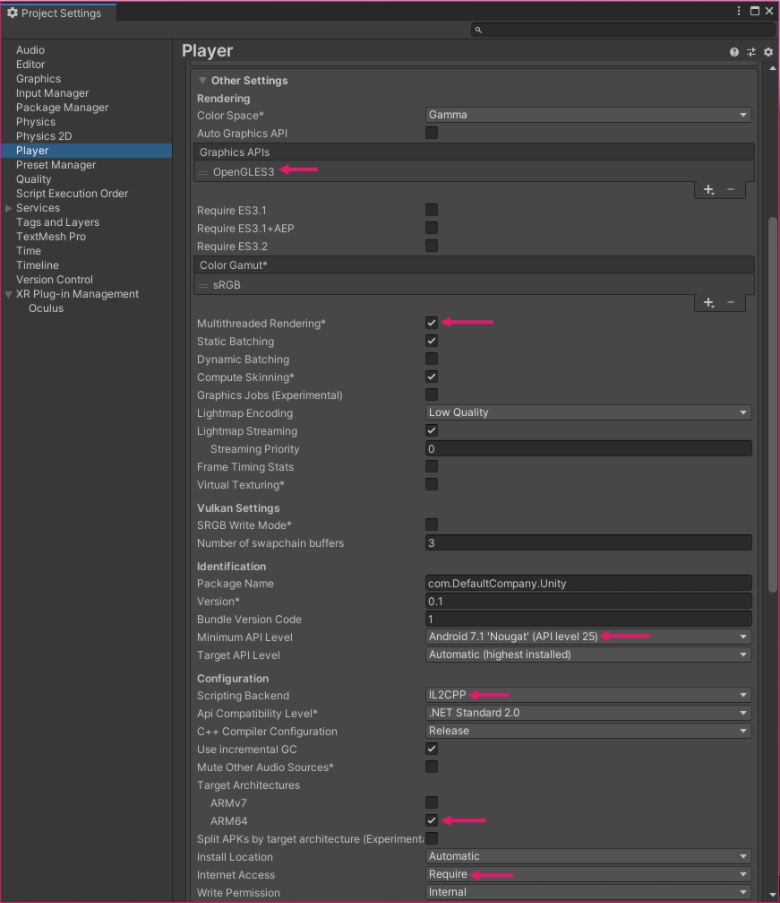 Project Settings
Audio
Editor
Graphics
Input Manager
Package Manager
Physics
Physics 2D
Player
Preset Manager
Quality
Script Execution Order
Services
Tags and Layers
TextMesh Pro
Time
Timeline
Version Control
XR Plug-in Management
Oculus
Player
Other Settings
Rendering
Color Space* Gamma
Auto Graphics API
Graphics APIs
OpenGLES3
Require ES3.1
Require ES3.1+AEP
Require ES3.2
Color Gamut*
sRGB
Multithreaded Rendering*
Static Batching
Dynamic Batching
Compute Skinning*
Graphics Jobs (Experimental)
Lightmap Encoding Low Quality
Lightmap Streaming
Streaming Priority 0
Frame Timing Stats
Virtual Texturing*
Vulkan Settings
SRGB Write Mode*
Number of swapchain buffers 3
Identification
Package Name com.DefaultCompany.Unity
Version* 0.1
Bundle Version Code 1
Minimum API Level Android 7.1 'Nougat' (API level 25)
Target API Level Automatic (highest installed)
Configuration
Scripting Backend IL2CPP
Api Compatibility Level* .NET Standard 2.0
C++ Compiler Configuration Release
Use incremental GC
Mute Other Audio Sources*
Target Architectures
ARMv7
ARM64
Split APKs by target architecture (Experiment
Install Location Automatic
Internet Access Require
Write Permission Internal